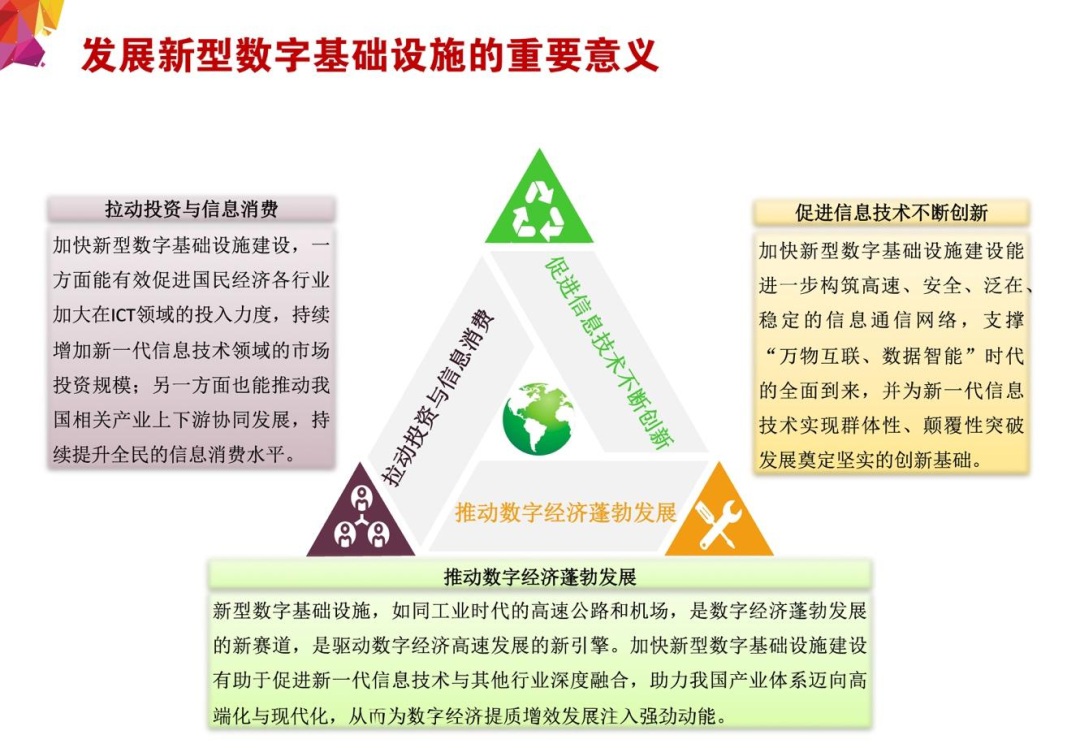 发展新型数字基础设施的重要意义
拉动投资与信息消费
加快新型数字基础设施建设，一
方面能有效促进国民经济各行业
加大在ICT领域的投入力度，持续
增加新一代信息技术领域的市场
投资规模；另一方面也能推动我
国相关产业上下游协同发展，持
续提升全民的信息消费水平。
促进信息技术不断创新
加快新型数字基础设施建设能
进一步构筑高速、安全、泛在、
稳定的信息通信网络，支撑
“万物互联、数据智能”时代
的全面到来，并为新一代信息
技术实现群体性、颠覆性突破
发展奠定坚实的创新基础。
拉动投资与信息消费
促进信息技术不断创新
推动数字经济蓬勃发展
推动数字经济蓬勃发展
新型数字基础设施，如同工业时代的高速公路和机场，是数字经济蓬勃发展
的新赛道，是驱动数字经济高速发展的新引擎。加快新型数字基础设施建设
有助于促进新一代信息技术与其他行业深度融合，助力我国产业体系迈向高
端化与现代化，从而为数字经济提质增效发展注入强劲动能。